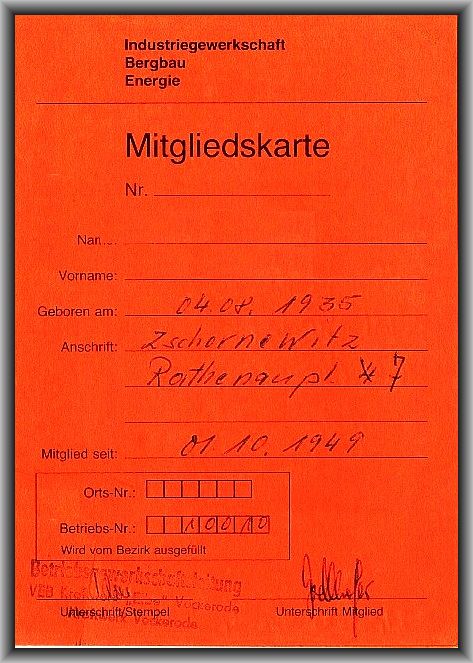 Industriegewerkschaft
Bergbau
Energie
Mitgliedskarte
Nr.
Name:
Vorname:
Geboren am: 04.08.1935
Anschrift: Zschornewitz
Rathenaupl. 7
Mitglied seit: 01.10.1949
Orts-Nr.:
Betriebs-Nr.: 10010
Wird vom Bezirk ausgefüllt
Betriebsgewerkschaftsleitung
VEB Vockerode
Vockerode
Unterschrift/Stempel Unterschrift Mitglied